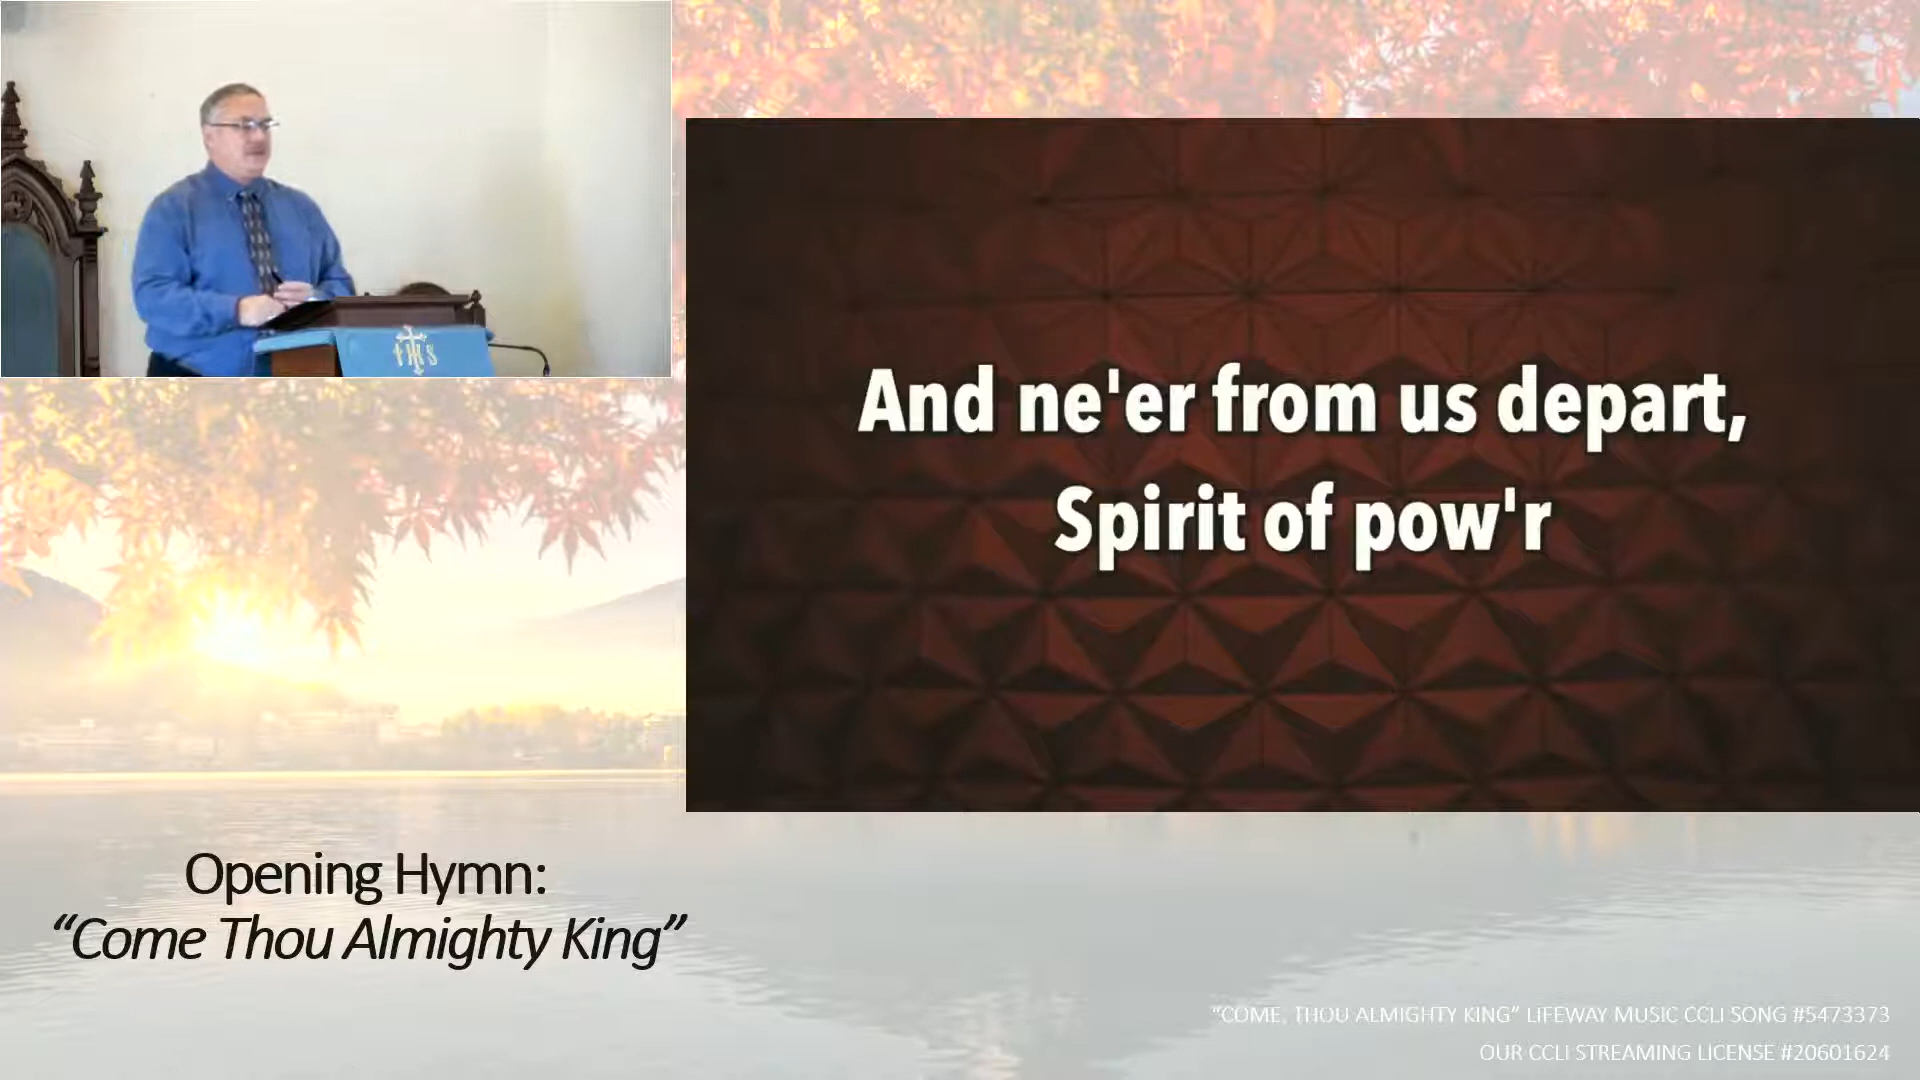 IHS
And ne'er from us depart,
Spirit of pow'r
Opening Hymn:
“Come Thou Almighty King”
“COME, THOU ALMIGHTY KING” LIFEWAY MUSIC CCLI SONG #5473373
OUR CCLI STREAMING LICENSE #20601624